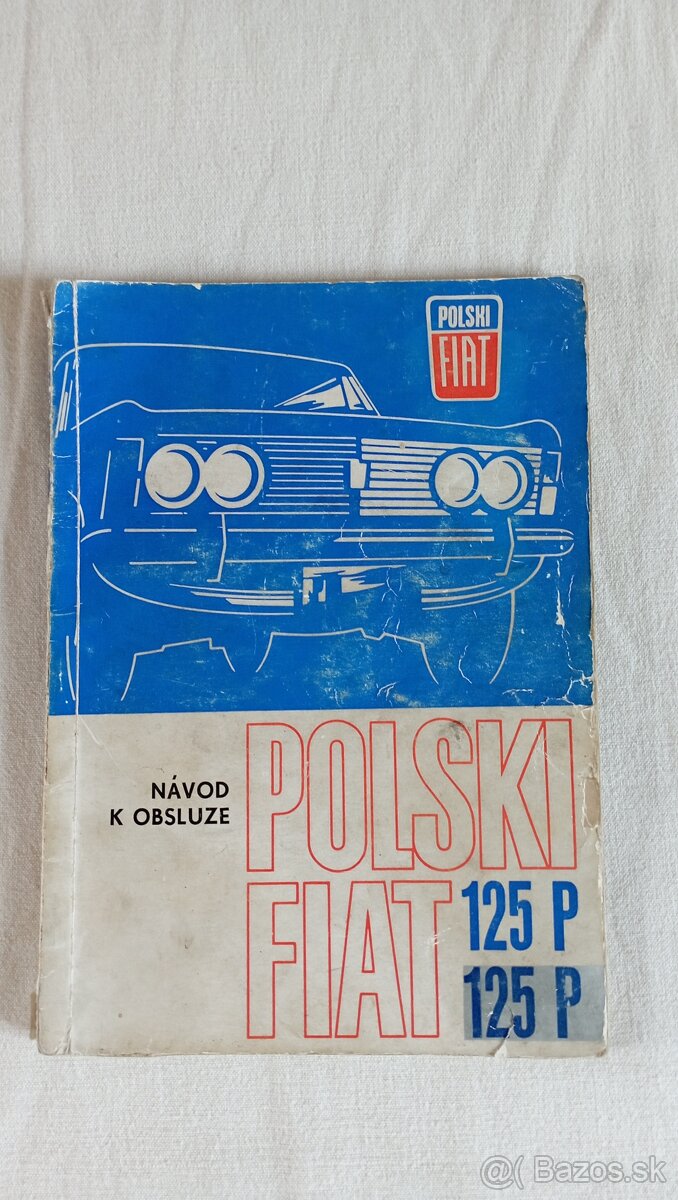 POLSKI
FIAT
NÁVOD
K OBSLUZE
POLSKI
FIAT
125 P
125 P
@ Bazos.sk